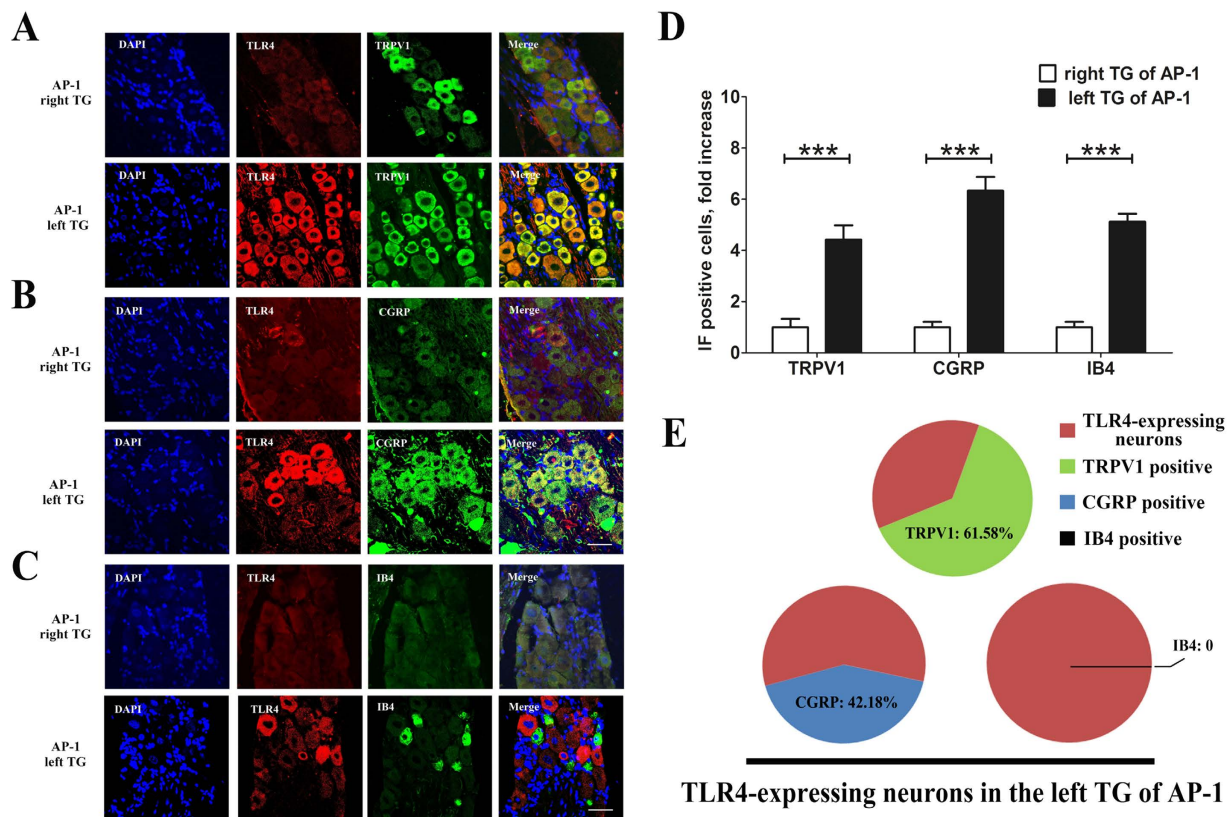 A
DAPI TLR4 TRPV1 Merge
AP-1
right TG
DAPI TLR4 TRPV1 Merge
AP-1
left TG
B
DAPI TLR4 CGRP Merge
AP-1
right TG
DAPI TLR4 CGRP Merge
AP-1
left TG
C
DAPI TLR4 IB4 Merge
AP-1
right TG
DAPI TLR4 IB4 Merge
AP-1
left TG
D
right TG of AP-1
left TG of AP-1
IF positive cells, fold increase
10
8
6
4
2
0
*** *** ***
TRPV1 CGRP IB4
E
TLR4-expressing
neurons
TRPV1 positive
CGRP positive
IB4 positive
TRPV1: 61.58%
CGRP: 42.18%
IB4: 0
TLR4-expressing neurons in the left TG of AP-1